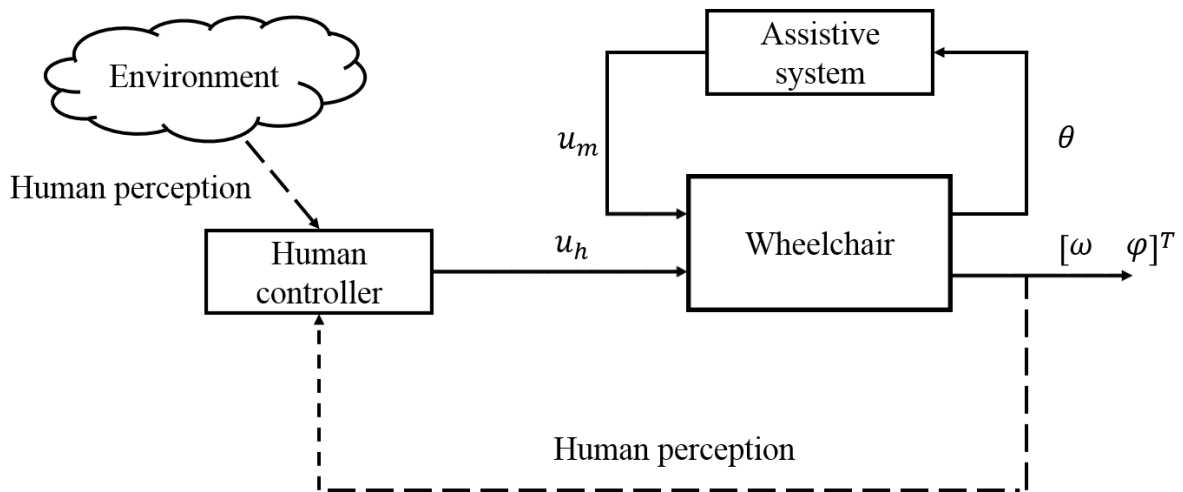 Environment
Assistive
system
u_m
θ
Human perception
Human
controller
u_h
Wheelchair
[ω φ]^T
Human perception